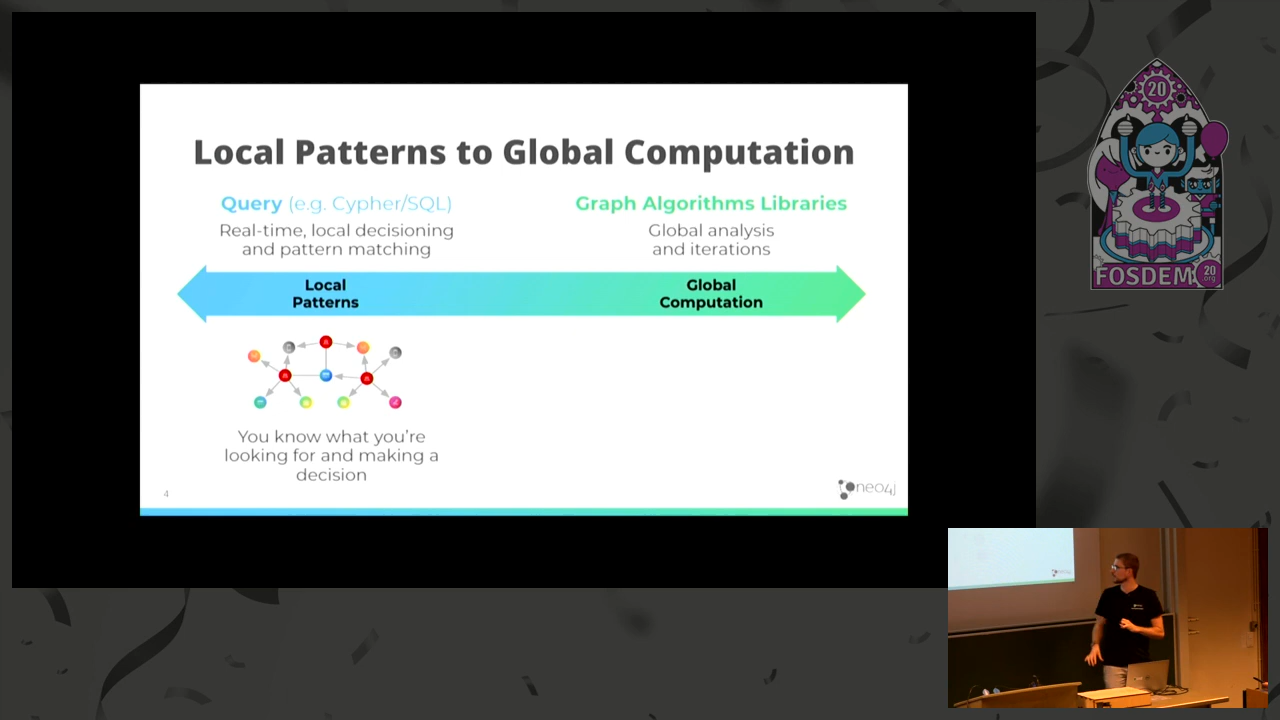 Local Patterns to Global Computation
Query (e.g. Cypher/SQL)
Real-time, local decisioning
and pattern matching
Graph Algorithms Libraries
Global analysis
and iterations
Local
Patterns
Global
Computation
You know what you're
looking for and making a
decision
4
neo4j
20
FOSDEM
20
.org